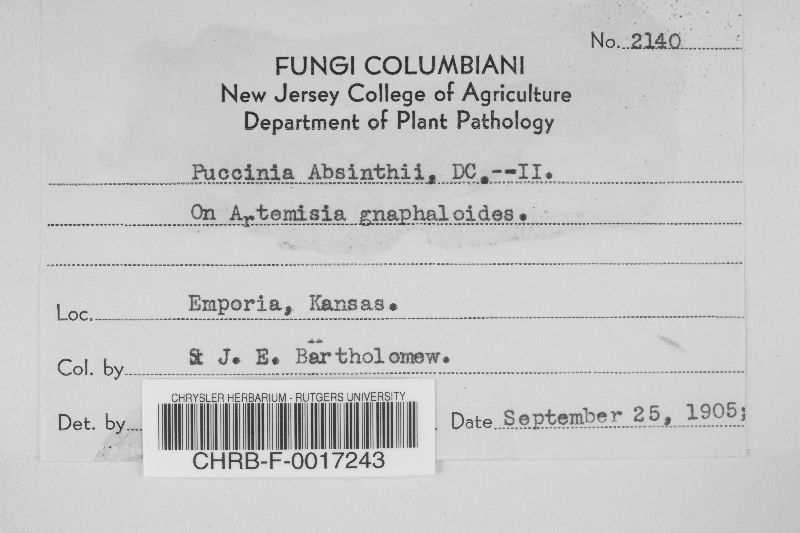 No. 2140
FUNGI COLUMBIANI
New Jersey College of Agriculture
Department of Plant Pathology
Puccinia Absinthii, DC,--II.
On Artemisia gnaphaloides.
Loc. Emporia, Kansas.
Col. by J. E. Bartholomew.
CHRYSLER HERBARIUM - RUTGERS UNIVERSITY
Det. by
Date September 25, 1905;
CHRB-F-0017243